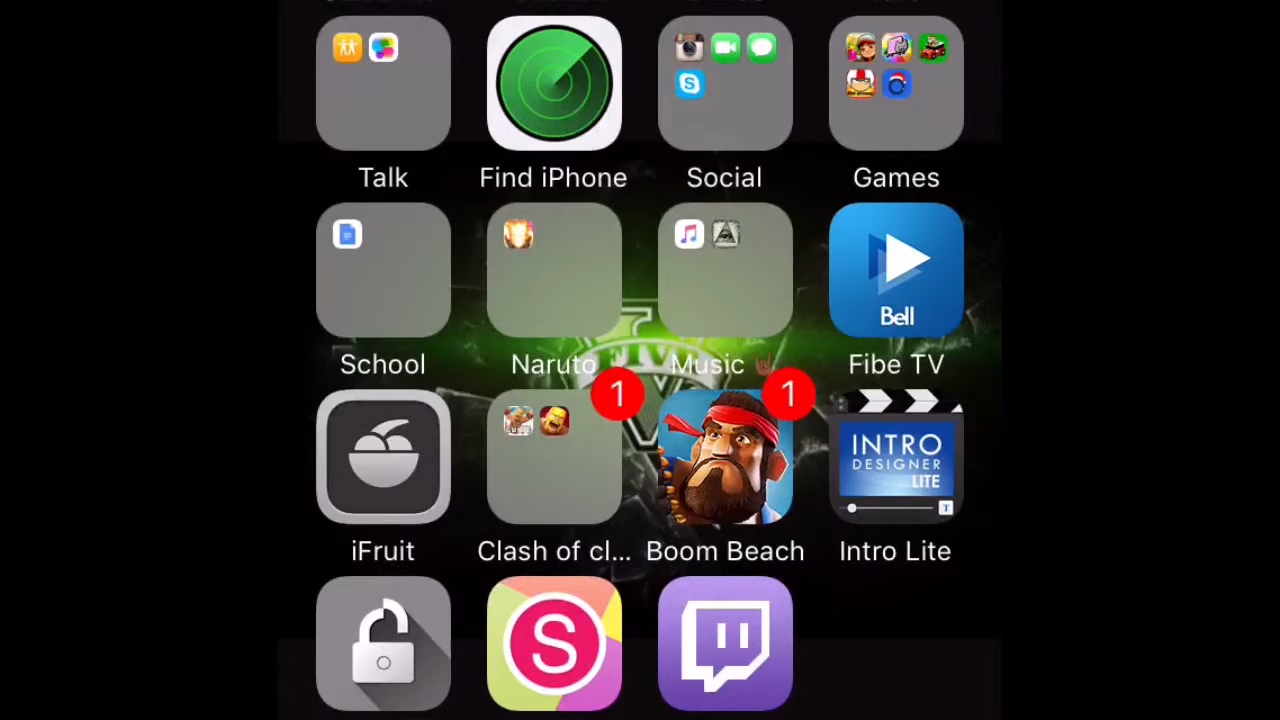 Talk
Find iPhone
Social
Games
Bell
School
Naruto
Music
Fibe TV
1
1
INTRO
DESIGNER
LITE
T
iFruit
Clash of cl...
Boom Beach
Intro Lite
S